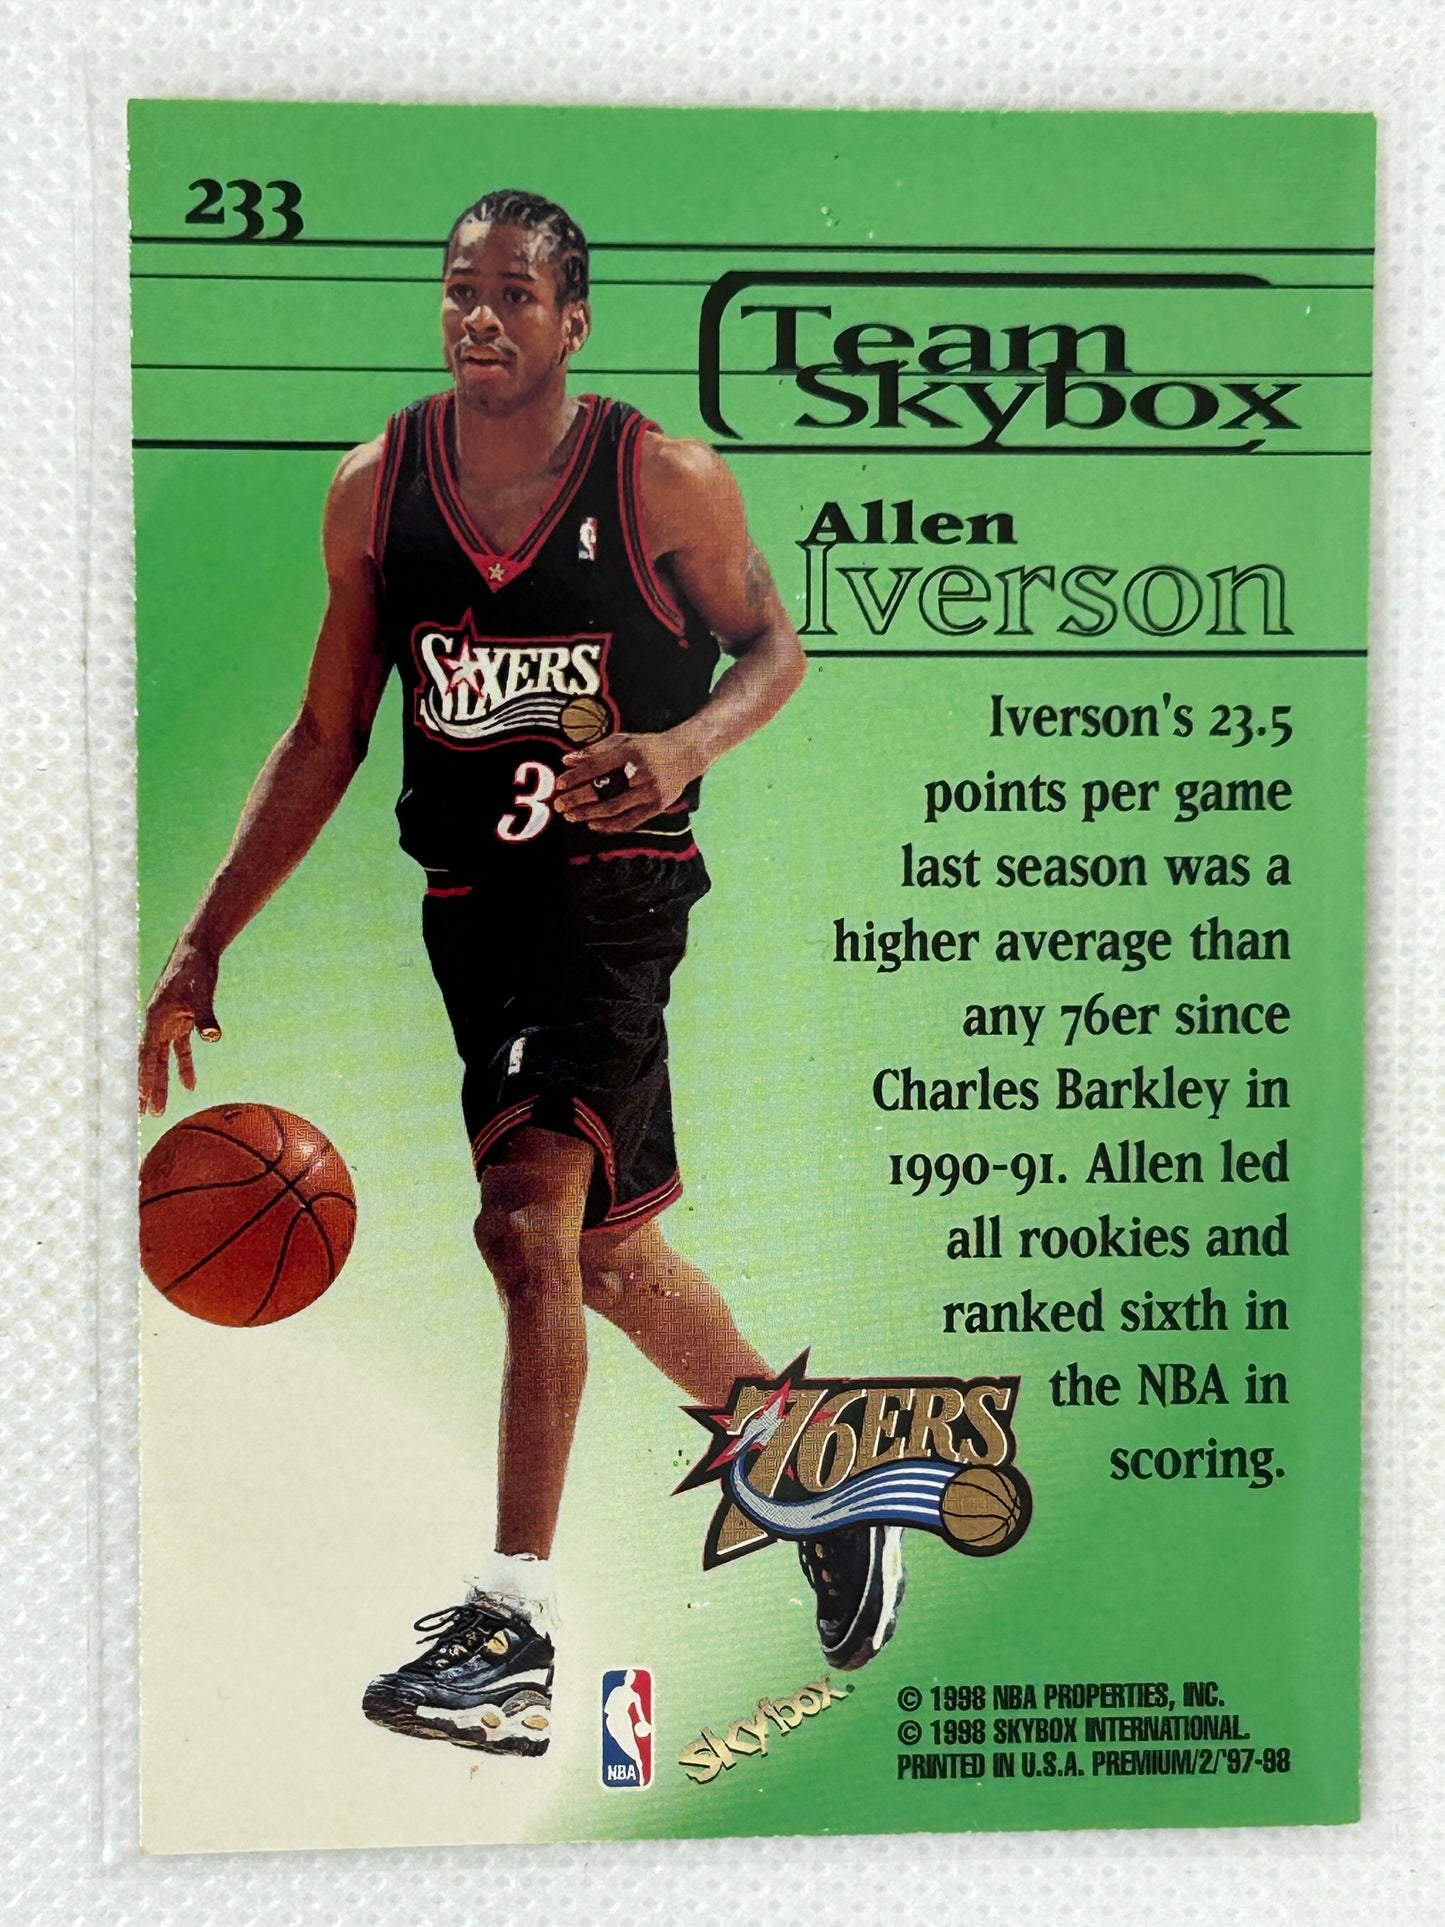 233
Team
Skybox
Allen
Iverson
Iverson's 23.5
points per game
last season was a
higher average than
any 76er since
Charles Barkley in
1990-91. Allen led
all rookies and
ranked sixth in
the NBA in
scoring.
SIXERS
3
76ERS
NBA
skybox®
© 1998 NBA PROPERTIES, INC.
© 1998 SKYBOX INTERNATIONAL.
PRINTED IN U.S.A. PREMIUM/2/'97-98